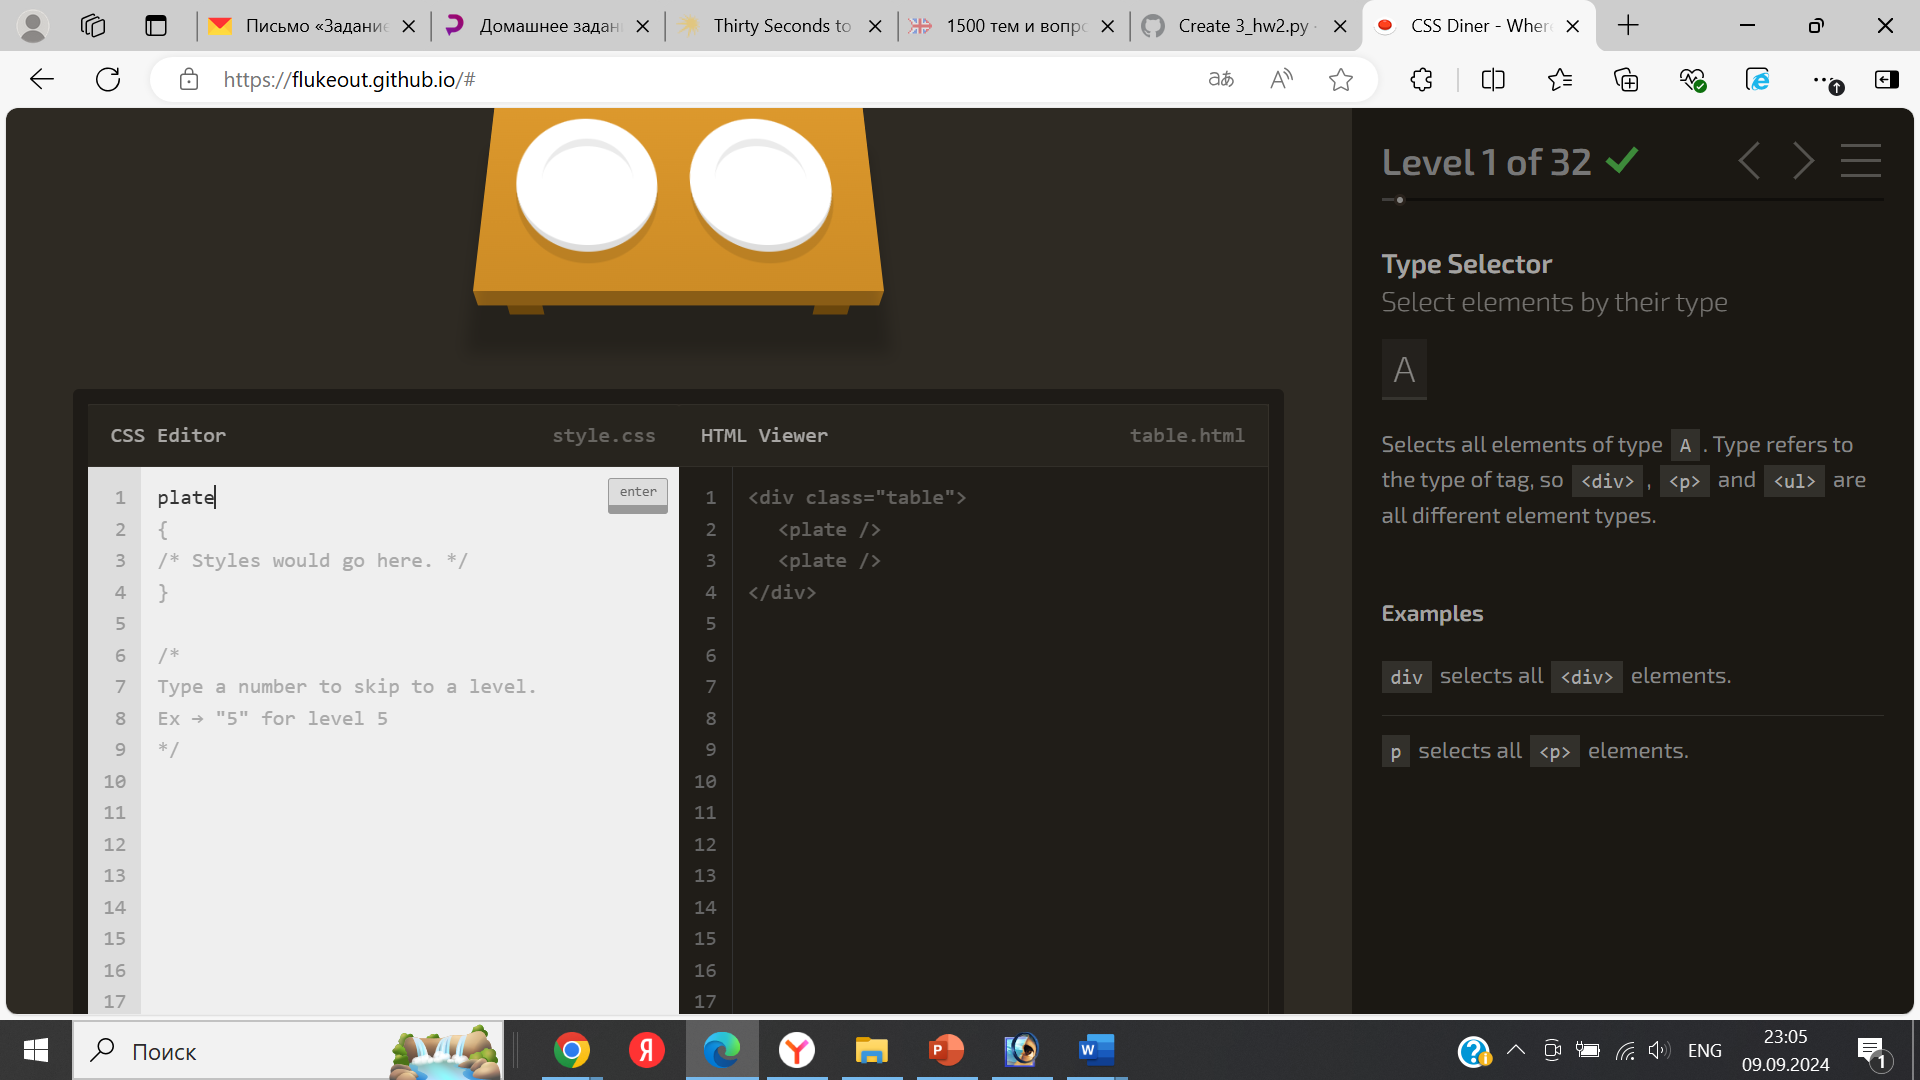 Письмо «Задание
Домашнее задани
Thirty Seconds to
1500 тем и вопро
Create 3_hw2.py ·
CSS Diner - Where
https://flukeout.github.io/#
aあ
Level 1 of 32
Type Selector
Select elements by their type
A
Selects all elements of type A . Type refers to
the type of tag, so <div> , <p> and <ul> are
all different element types.
Examples
div selects all <div> elements.
p selects all <p> elements.
CSS Editor style.css
HTML Viewer table.html
enter
1 plate
2 {
3 /* Styles would go here. */
4 }
5
6 /*
7 Type a number to skip to a level.
8 Ex → "5" for level 5
9 */
10
11
12
13
14
15
16
17
1 <div class="table">
2 <plate />
3 <plate />
4 </div>
5
6
7
8
9
10
11
12
13
14
15
16
17
Поиск
ENG
23:05
09.09.2024
1